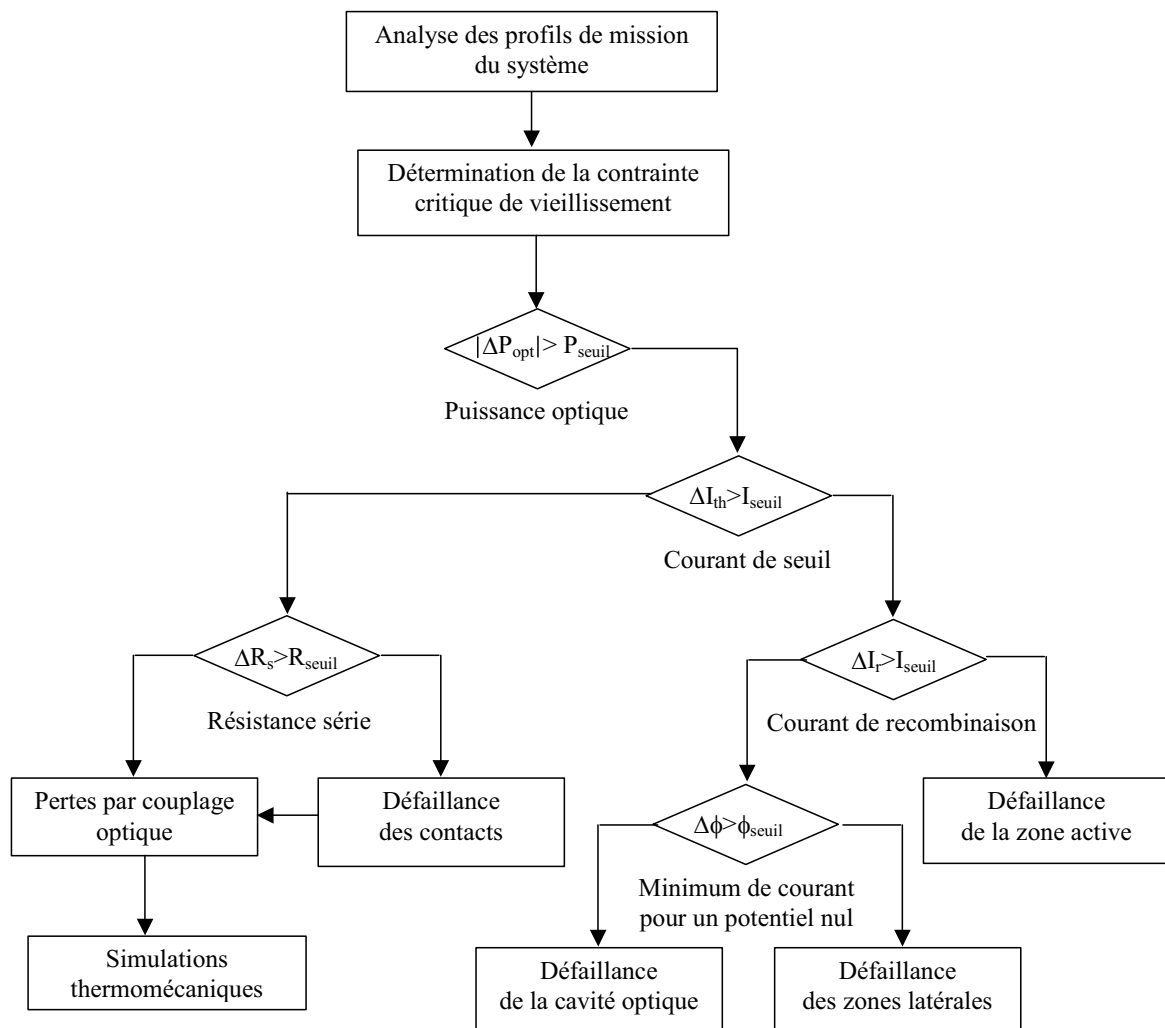 Analyse des profils de mission
du système
Détermination de la contrainte
critique de vieillissement
|ΔP_opt|> P_seuil
Puissance optique
ΔI_th>I_seuil
Courant de seuil
ΔR_s>R_seuil
Résistance série
ΔI_r>I_seuil
Courant de recombinaison
Pertes par couplage
optique
Défaillance
des contacts
Δϕ>ϕ_seuil
Minimum de courant
pour un potentiel nul
Défaillance
de la zone active
Simulations
thermomécaniques
Défaillance
de la cavité optique
Défaillance
des zones latérales